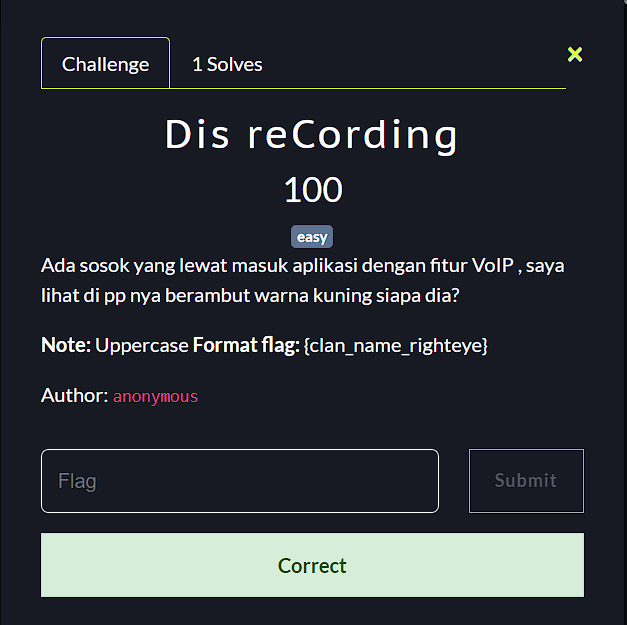 Challenge
1 Solves
Dis reCording
100
easy
Ada sosok yang lewat masuk aplikasi dengan fitur VoIP , saya
lihat di pp nya berambut warna kuning siapa dia?
Note: Uppercase Format flag: {clan_name_righteye}
Author: anonymous
Flag
Submit
Correct